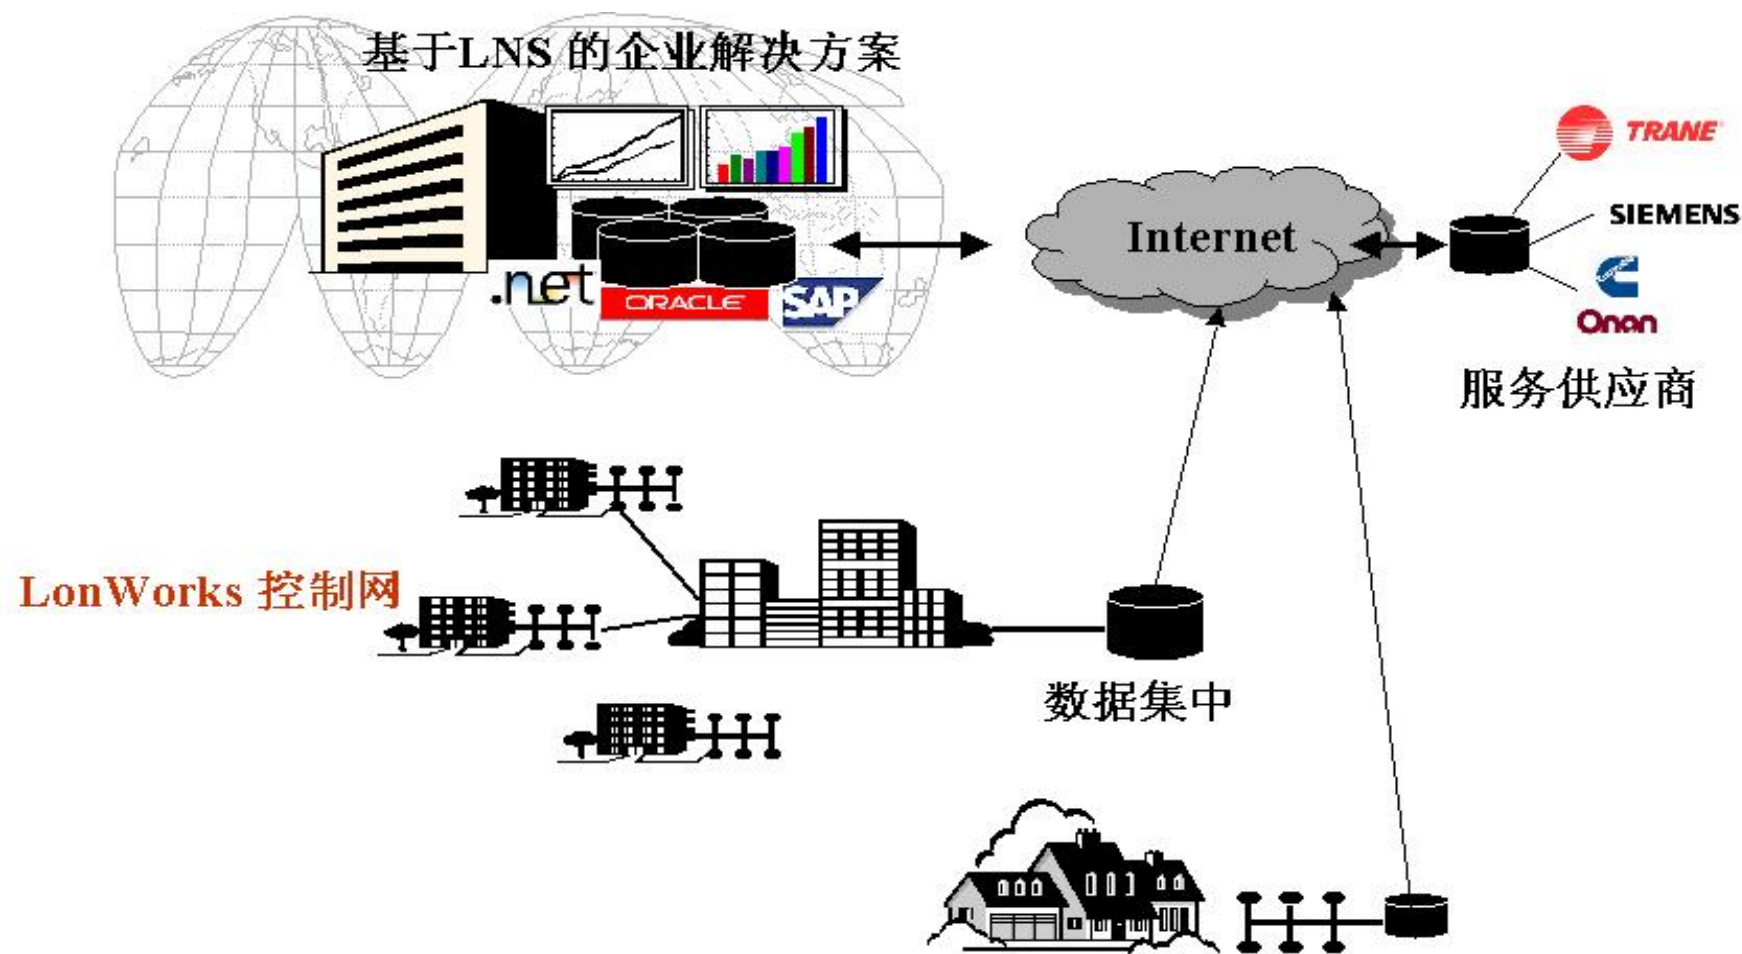 基于LNS 的企业解决方案
TRANE
SIEMENS
Internet
.net
ORACLE
SAP
Onan
服务供应商
LonWorks 控制网
数据集中